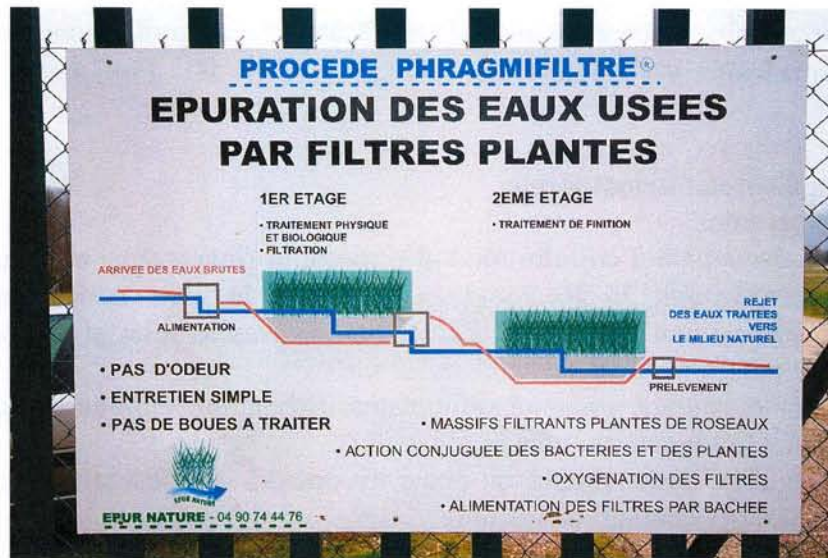 PROCEDE PHRAGMIFILTRE®
EPURATION DES EAUX USEES
PAR FILTRES PLANTES
1ER ETAGE
• TRAITEMENT PHYSIQUE
ET BIOLOGIQUE
• FILTRATION
2EME ETAGE
• TRAITEMENT DE FINITION
ARRIVEE DES EAUX BRUTES
ALIMENTATION
REJET
DES EAUX TRAITEES
VERS
LE MILIEU NATUREL
PRELEVEMENT
• PAS D'ODEUR
• ENTRETIEN SIMPLE
• PAS DE BOUES A TRAITER
• MASSIFS FILTRANTS PLANTES DE ROSEAUX
• ACTION CONJUGUEE DES BACTERIES ET DES PLANTES
• OXYGENATION DES FILTRES
• ALIMENTATION DES FILTRES PAR BACHEE
EPUR NATURE
EPUR NATURE - 04 90 74 44 76